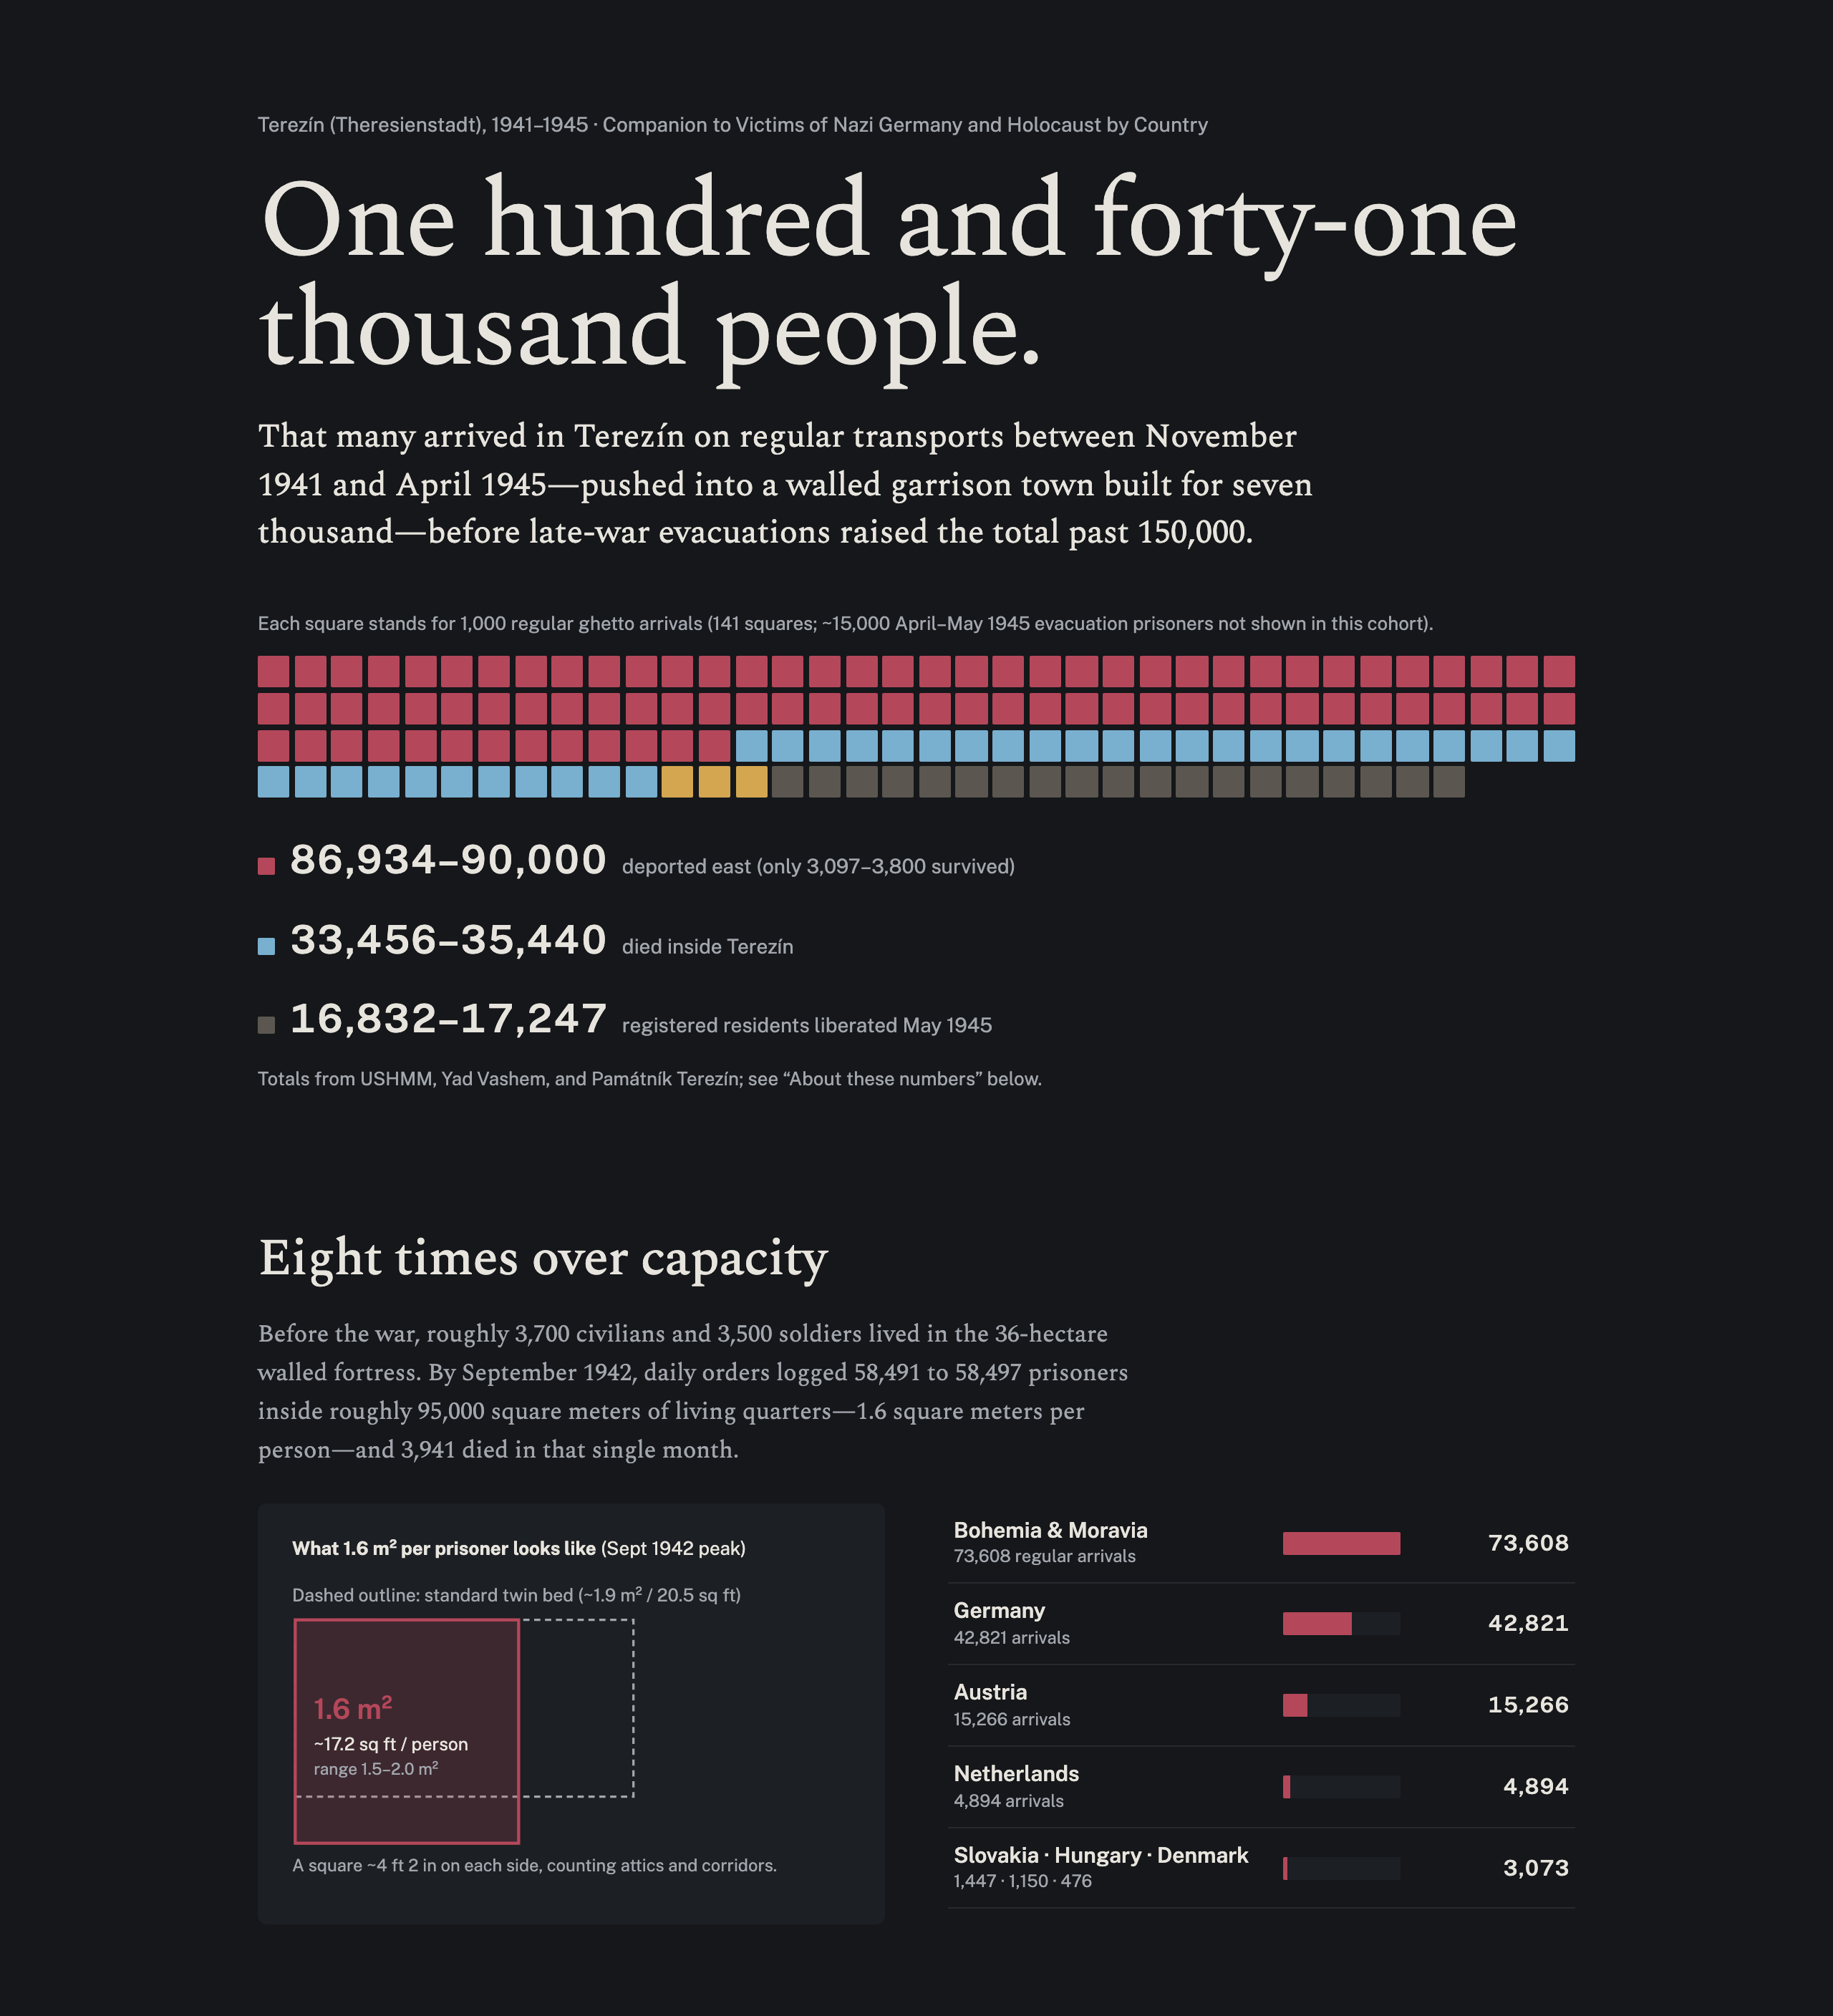 Terezín (Theresienstadt), 1941–1945 · Companion to Victims of Nazi Germany and Holocaust by Country
One hundred and forty-one
thousand people.
That many arrived in Terezín on regular transports between November
1941 and April 1945—pushed into a walled garrison town built for seven
thousand—before late-war evacuations raised the total past 150,000.
Each square stands for 1,000 regular ghetto arrivals (141 squares; ~15,000 April–May 1945 evacuation prisoners not shown in this cohort).
86,934–90,000 deported east (only 3,097–3,800 survived)
33,456–35,440 died inside Terezín
16,832–17,247 registered residents liberated May 1945
Totals from USHMM, Yad Vashem, and Památník Terezín; see “About these numbers” below.
Eight times over capacity
Before the war, roughly 3,700 civilians and 3,500 soldiers lived in the 36-hectare
walled fortress. By September 1942, daily orders logged 58,491 to 58,497 prisoners
inside roughly 95,000 square meters of living quarters—1.6 square meters per
person—and 3,941 died in that single month.
What 1.6 m² per prisoner looks like (Sept 1942 peak)
Dashed outline: standard twin bed (~1.9 m² / 20.5 sq ft)
1.6 m²
~17.2 sq ft / person
range 1.5–2.0 m²
A square ~4 ft 2 in on each side, counting attics and corridors.
Bohemia & Moravia
73,608 regular arrivals
73,608
Germany
42,821 arrivals
42,821
Austria
15,266 arrivals
15,266
Netherlands
4,894 arrivals
4,894
Slovakia · Hungary · Denmark
1,447 · 1,150 · 476
3,073